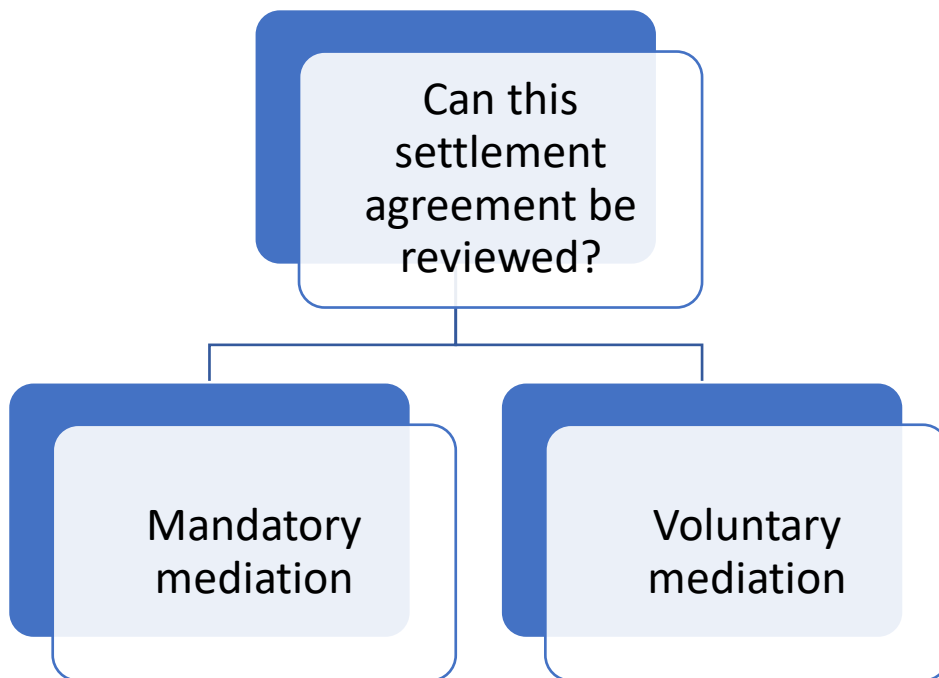 Can this
settlement
agreement be
reviewed?
Mandatory
mediation
Voluntary
mediation